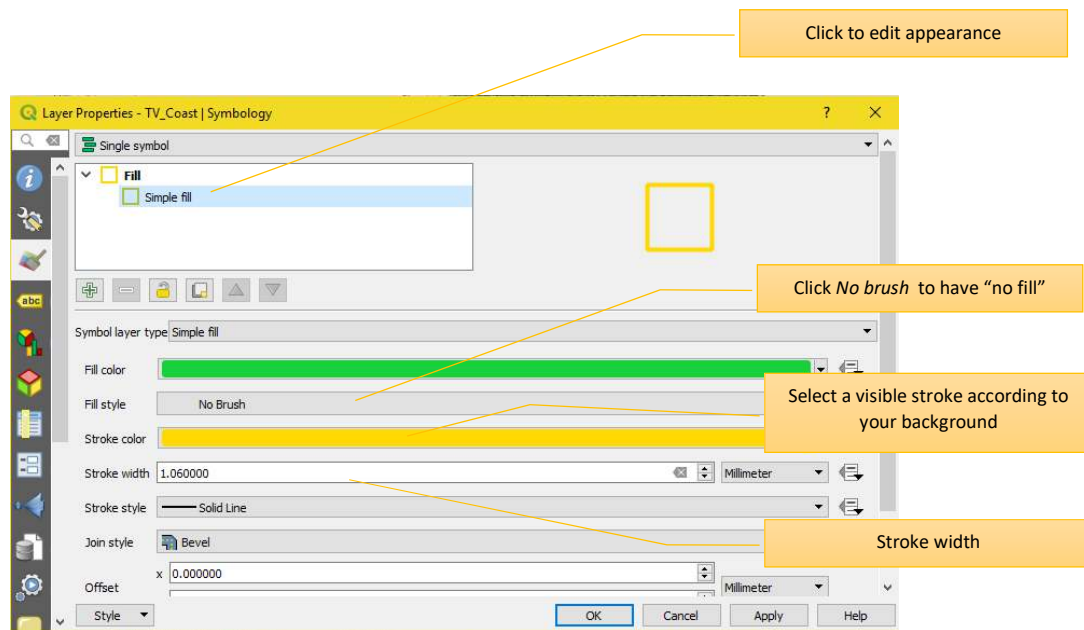 Click to edit appearance
Layer Properties - TV_Coast | Symbology
?
Single symbol
Fill
Simple fill
Click No brush to have “no fill”
abc
Symbol layer type Simple fill
Fill color
Select a visible stroke according to
your background
Fill style No Brush
Stroke color
Stroke width 1.060000 Millimeter
Stroke style Solid Line
Stroke width
Join style Bevel
x 0.000000
Offset Millimeter
Style OK Cancel Apply Help